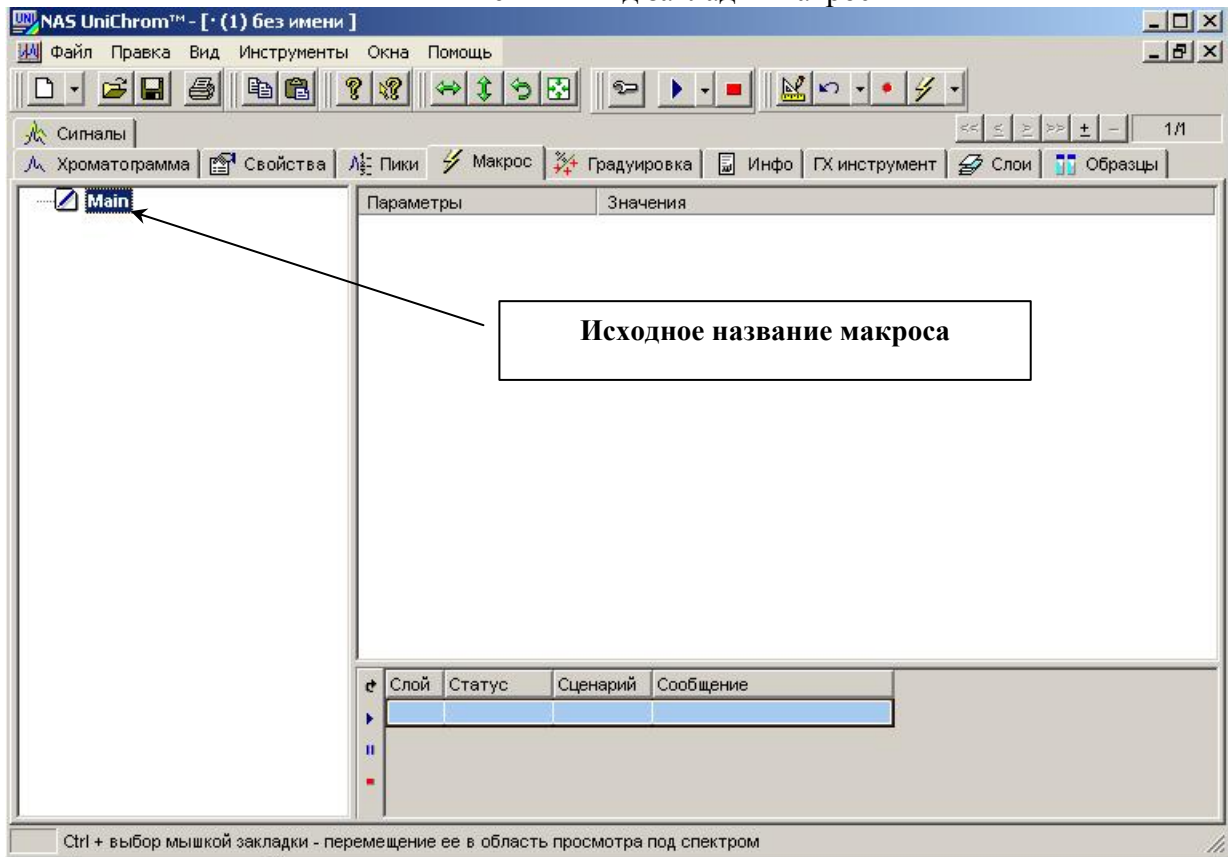 NAS UniChrom™ - [· (1) без имени ]
Файл Правка Вид Инструменты Окна Помощь
Сигналы
<< ≤ ≥ >> + − 1/1
Хроматограмма Свойства Пики Макрос Градуировка Инфо ГХ инструмент Слои Образцы
Main
Параметры Значения
Исходное название макроса
Слой Статус Сценарий Сообщение
Ctrl + выбор мышкой закладки - перемещение ее в область просмотра под спектром